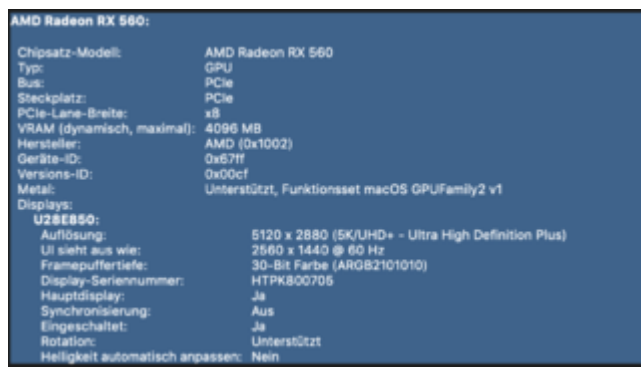 AMD Radeon RX 560:
Chipsatz-Modell: AMD Radeon RX 560
Typ: GPU
Bus: PCIe
Steckplatz: PCIe
PCIe-Lane-Breite: x8
VRAM (dynamisch, maximal): 4096 MB
Hersteller: AMD (0x1002)
Geräte-ID: 0x67ff
Versions-ID: 0x00cf
Metal: Unterstützt, Funktionsset macOS GPUFamily2 v1
Displays:
U28E850:
Auflösung: 5120 x 2880 (5K/UHD+ - Ultra High Definition Plus)
UI sieht aus wie: 2560 x 1440 @ 60 Hz
Framepuffertiefe: 30-Bit Farbe (ARGB2101010)
Display-Seriennummer: HTPK800705
Hauptdisplay: Ja
Synchronisierung: Aus
Eingeschaltet: Ja
Rotation: Unterstützt
Helligkeit automatisch anpassen: Nein